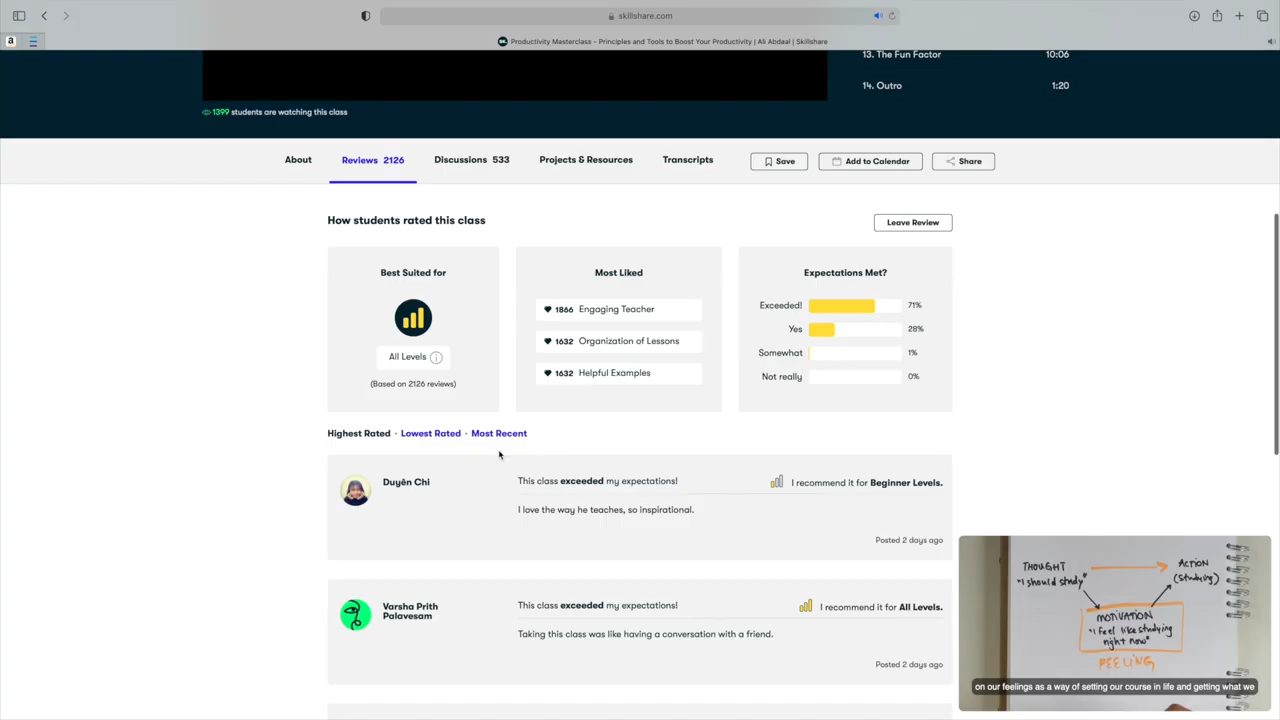 skillshare.com
a
Productivity Masterclass - Principles and Tools to Boost Your Productivity | Ali Abdaal | Skillshare
13. The Fun Factor 10:06
14. Outro 1:20
1399 students are watching this class
About Reviews 2126 Discussions 533 Projects & Resources Transcripts Save Add to Calendar Share
How students rated this class
Leave Review
Best Suited for
All Levels
(Based on 2126 reviews)
Most Liked
1866 Engaging Teacher
1632 Organization of Lessons
1632 Helpful Examples
Expectations Met?
Exceeded! 71%
Yes 28%
Somewhat 1%
Not really 0%
Highest Rated · Lowest Rated · Most Recent
Duyên Chi
This class exceeded my expectations!
I recommend it for Beginner Levels.
I love the way he teaches, so inspirational.
Posted 2 days ago
Varsha Prith
Palavesam
This class exceeded my expectations!
I recommend it for All Levels.
Taking this class was like having a conversation with a friend.
Posted 2 days ago
THOUGHT
"I should study"
ACTION
(studying)
MOTIVATION
"I feel like studying
right now"
FEELING
on our feelings as a way of setting our course in life and getting what we